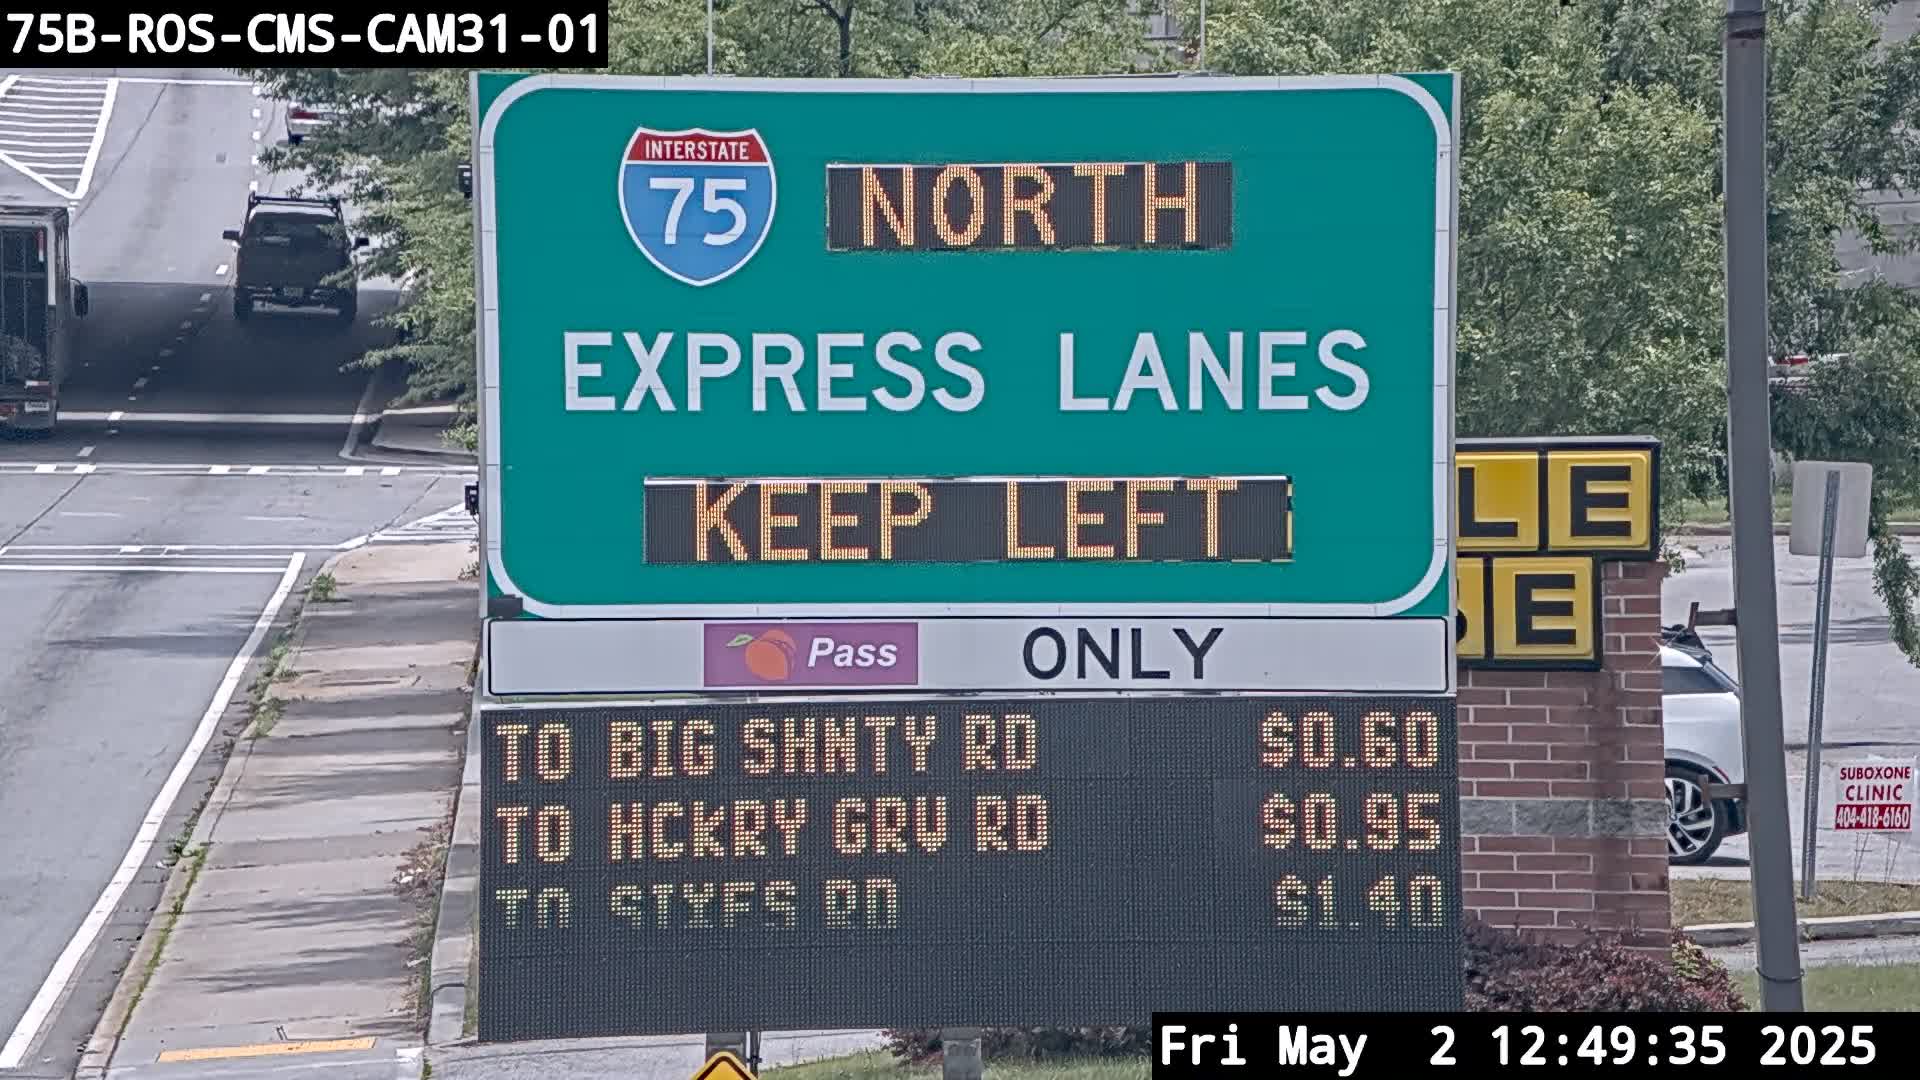 75B-ROS-CMS-CAM31-01
INTERSTATE
75
NORTH
EXPRESS LANES
KEEP LEFT
Pass ONLY
TO BIG SHNTY RD $0.60
TO HCKRY GRV RD $0.95
TO $1.40
LE
E
SUBOXONE
CLINIC
404-418-6160
Fri May 2 12:49:35 2025